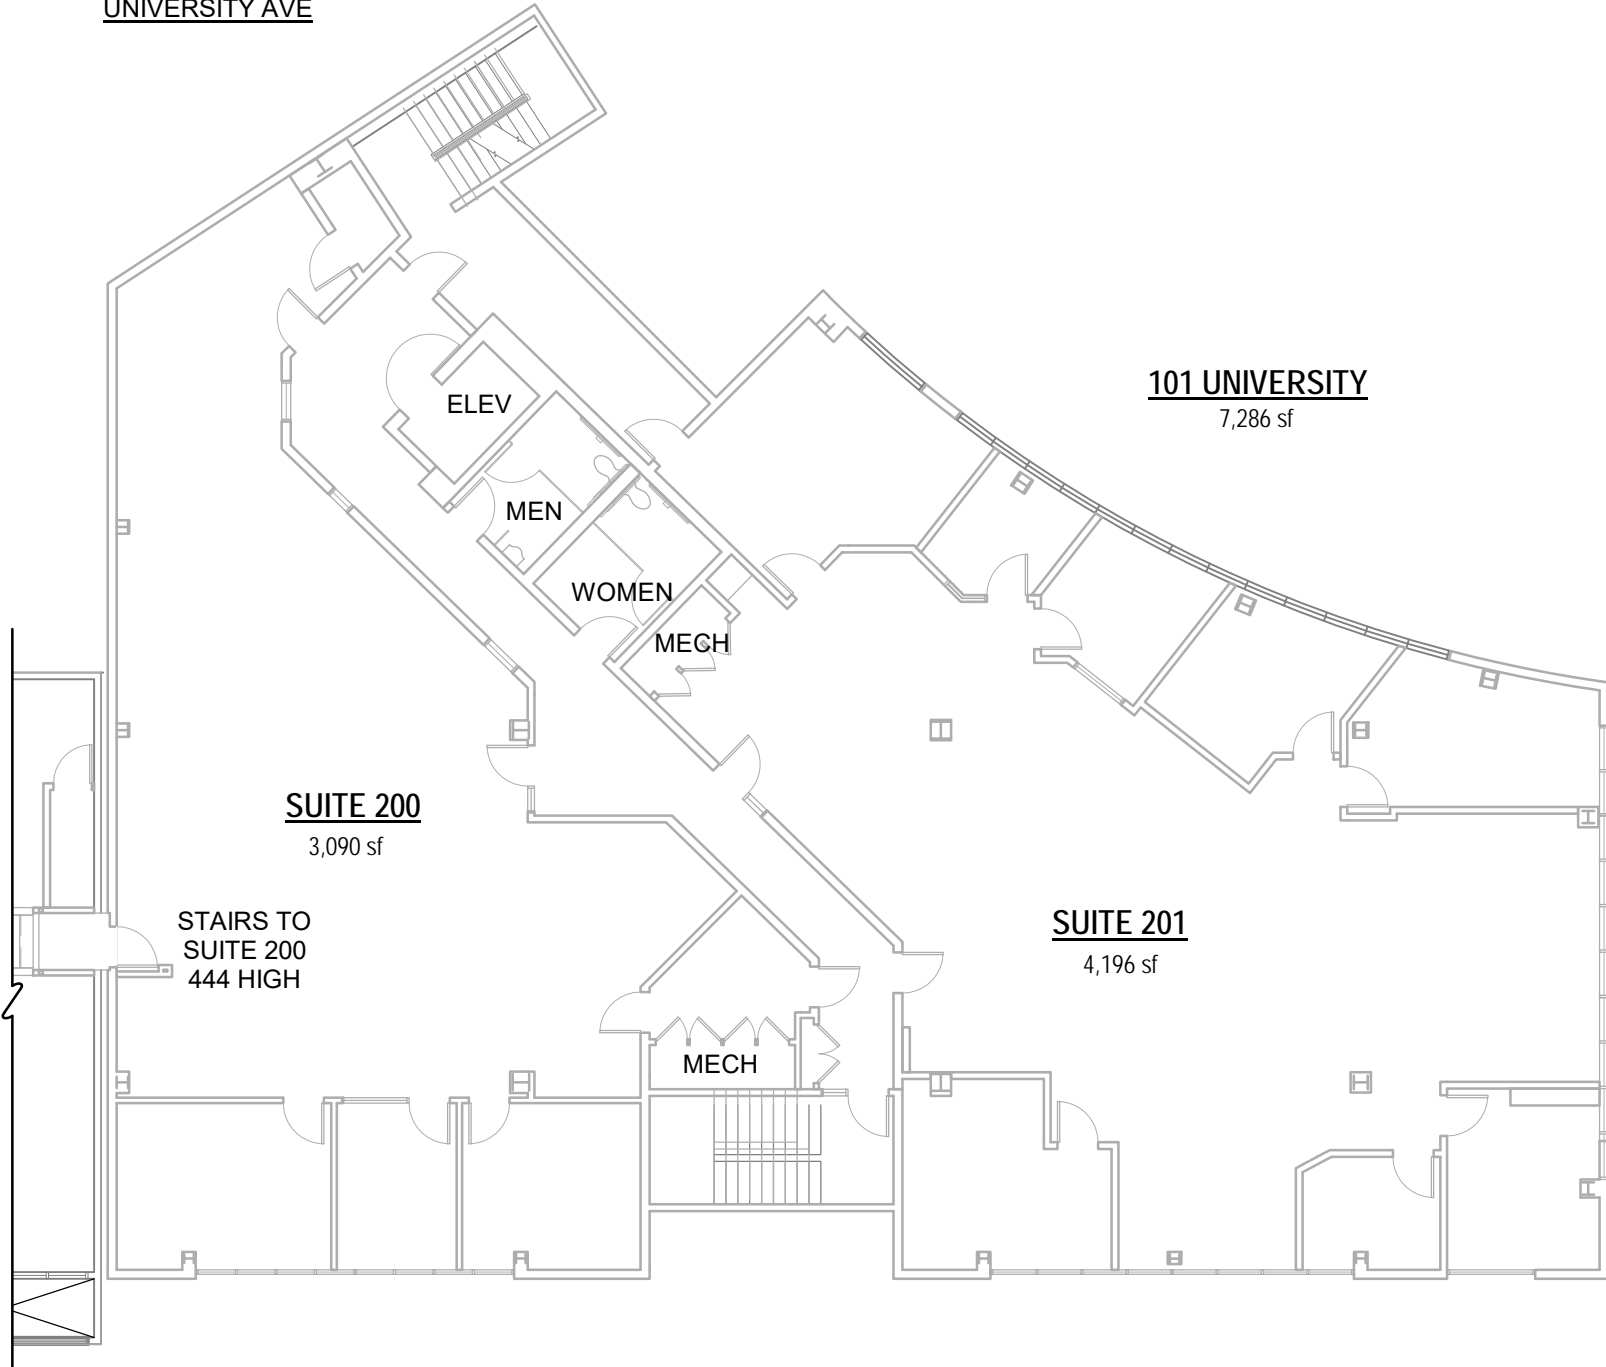 UNIVERSITY AVE
101 UNIVERSITY
7,286 sf
ELEV
MEN
WOMEN
MECH
SUITE 200
3,090 sf
STAIRS TO
SUITE 200
444 HIGH
SUITE 201
4,196 sf
MECH